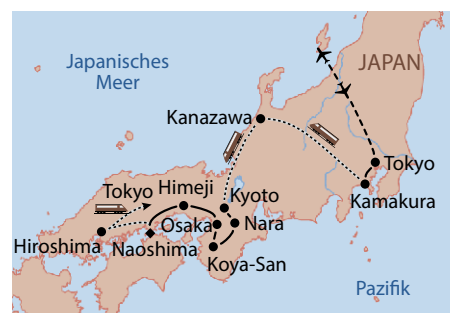 Japanisches
Meer
JAPAN
Kanazawa
Tokyo
Kamakura
Tokyo
Himeji
Kyoto
Hiroshima
Naoshima
Osaka
Nara
Koya-San
Pazifik